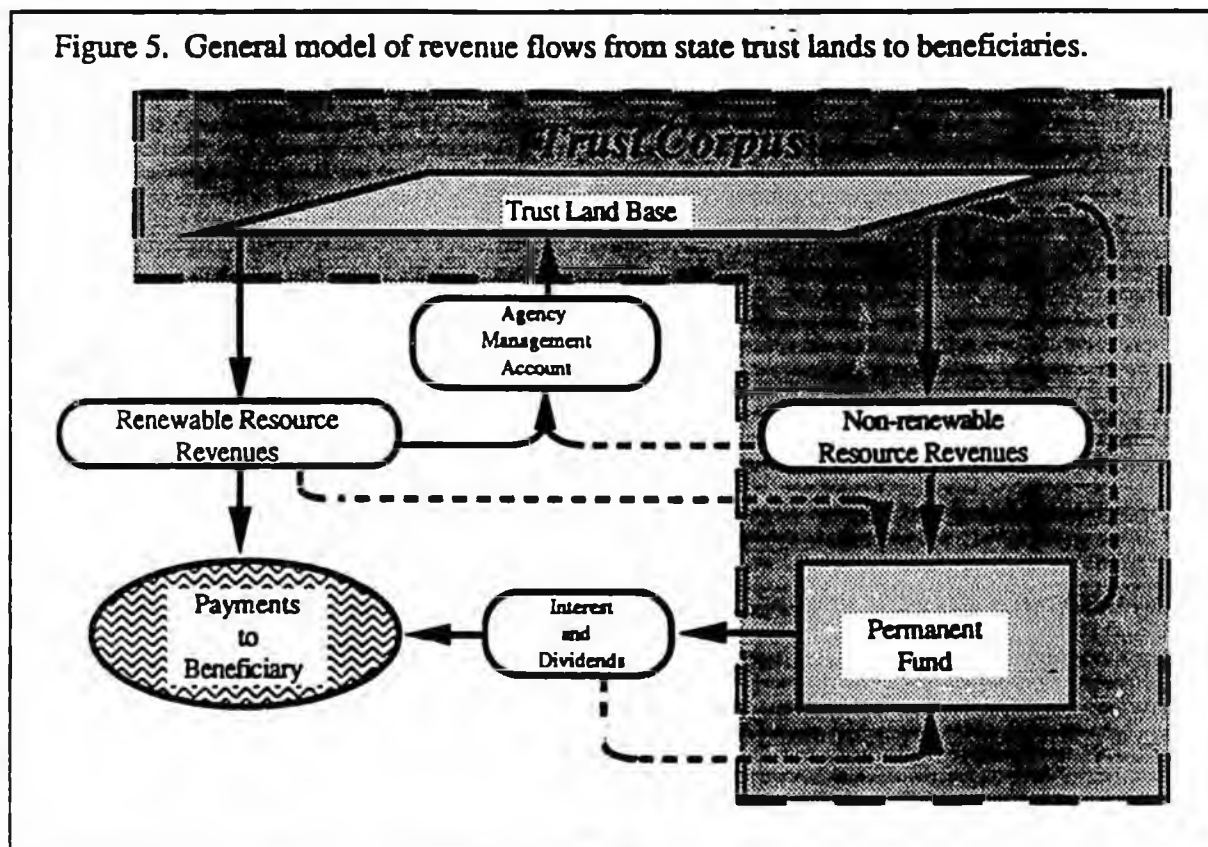 Figure 5. General model of revenue flows from state trust lands to beneficiaries.
Trust Corpus
Trust Land Base
Agency
Management
Account
Renewable Resource
Revenues
Non-renewable
Resource Revenues
Payments
to
Beneficiary
Interest
and
Dividends
Permanent
Fund